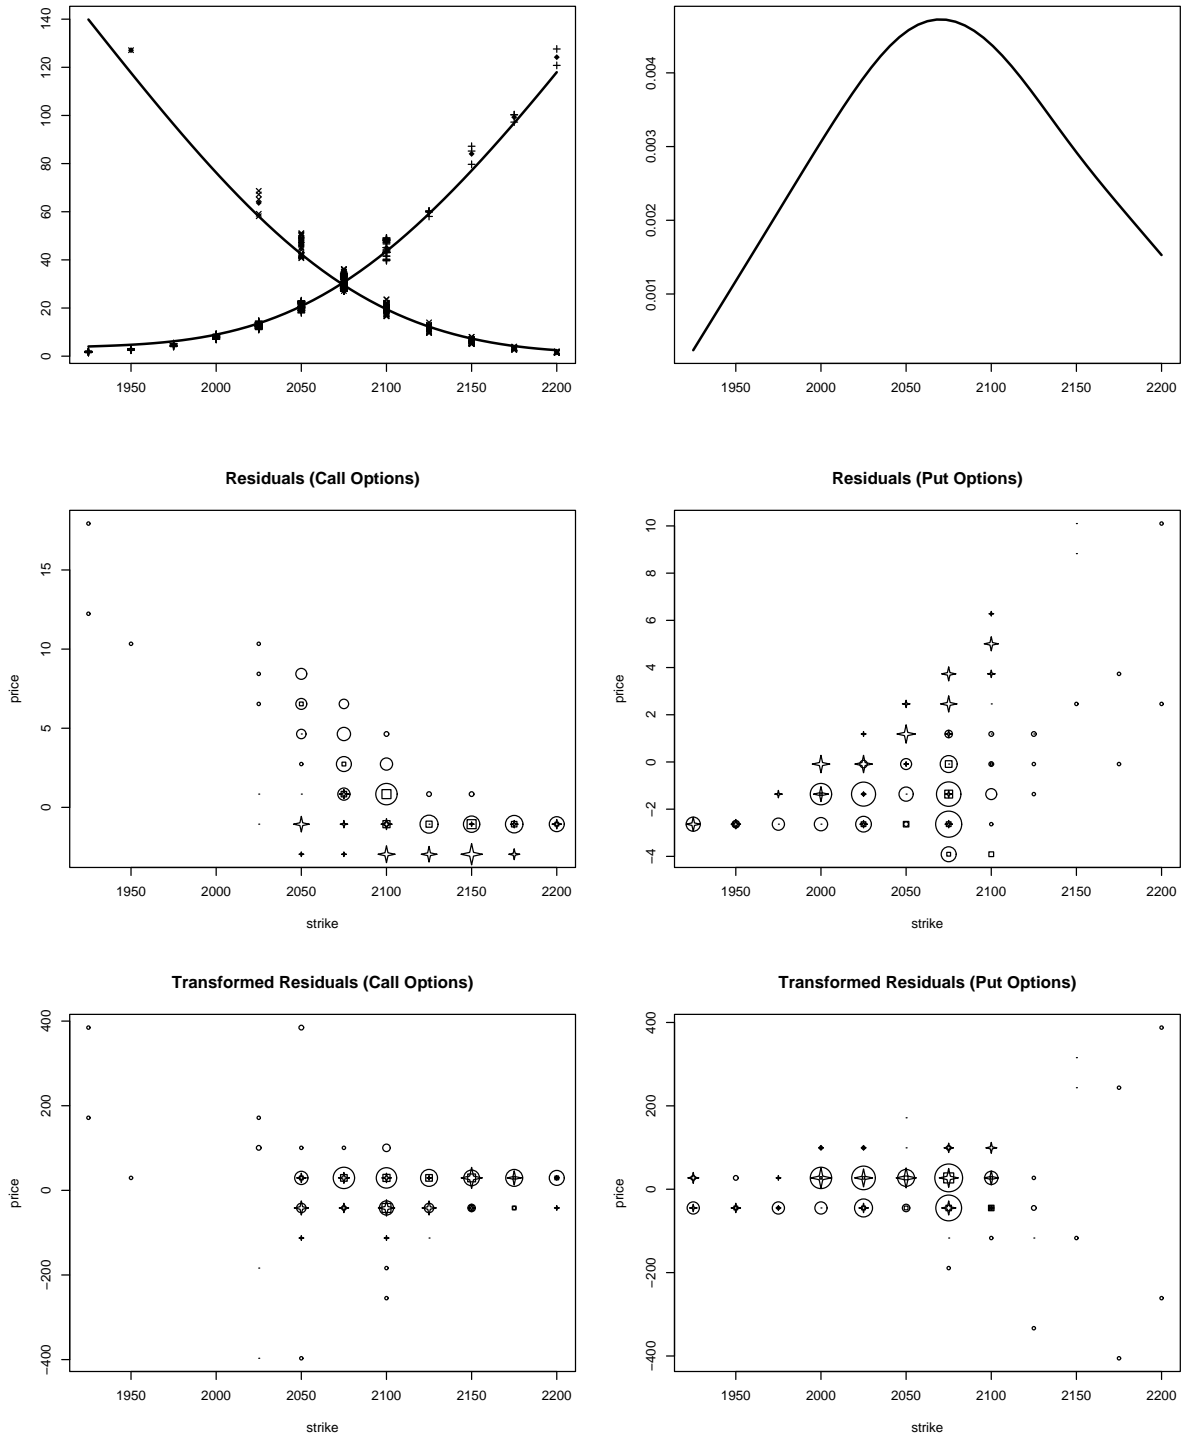 140
120
100
80
60
40
20
0
1950 2000 2050 2100 2150 2200
0.004
0.003
0.002
0.001
1950 2000 2050 2100 2150 2200
Residuals (Call Options)
price
15
10
5
0
1950 2000 2050 2100 2150 2200
strike
Residuals (Put Options)
price
10
8
6
4
2
0
−2
−4
1950 2000 2050 2100 2150 2200
strike
Transformed Residuals (Call Options)
price
400
200
0
−200
−400
1950 2000 2050 2100 2150 2200
strike
Transformed Residuals (Put Options)
price
400
200
0
−200
−400
1950 2000 2050 2100 2150 2200
strike